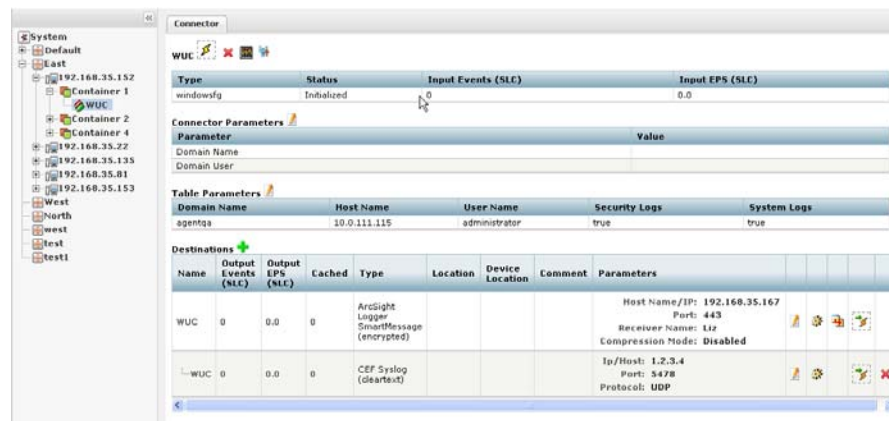 System
Default
East
192.168.35.152
Container 1
WUC
Container 2
Container 4
192.168.35.22
192.168.35.135
192.168.35.81
192.168.35.153
West
North
west
test
test1
Connector
WUC
Type Status Input Events (SLC) Input EPS (SLC)
windowsfg Initialized 0 0.0
Connector Parameters
Parameter Value
Domain Name
Domain User
Table Parameters
Domain Name Host Name User Name Security Logs System Logs
agentqa 10.0.111.115 administrator true true
Destinations
Name Output Events (SLC) Output EPS (SLC) Cached Type Location Device Location Comment Parameters
WUC 0 0.0 0 ArcSight Logger SmartMessage (encrypted) Host Name/IP: 192.168.35.167
Port: 443
Receiver Name: Liz
Compression Mode: Disabled
WUC 0 0.0 0 CEF Syslog (cleartext) Ip/Host: 1.2.3.4
Port: 5478
Protocol: UDP